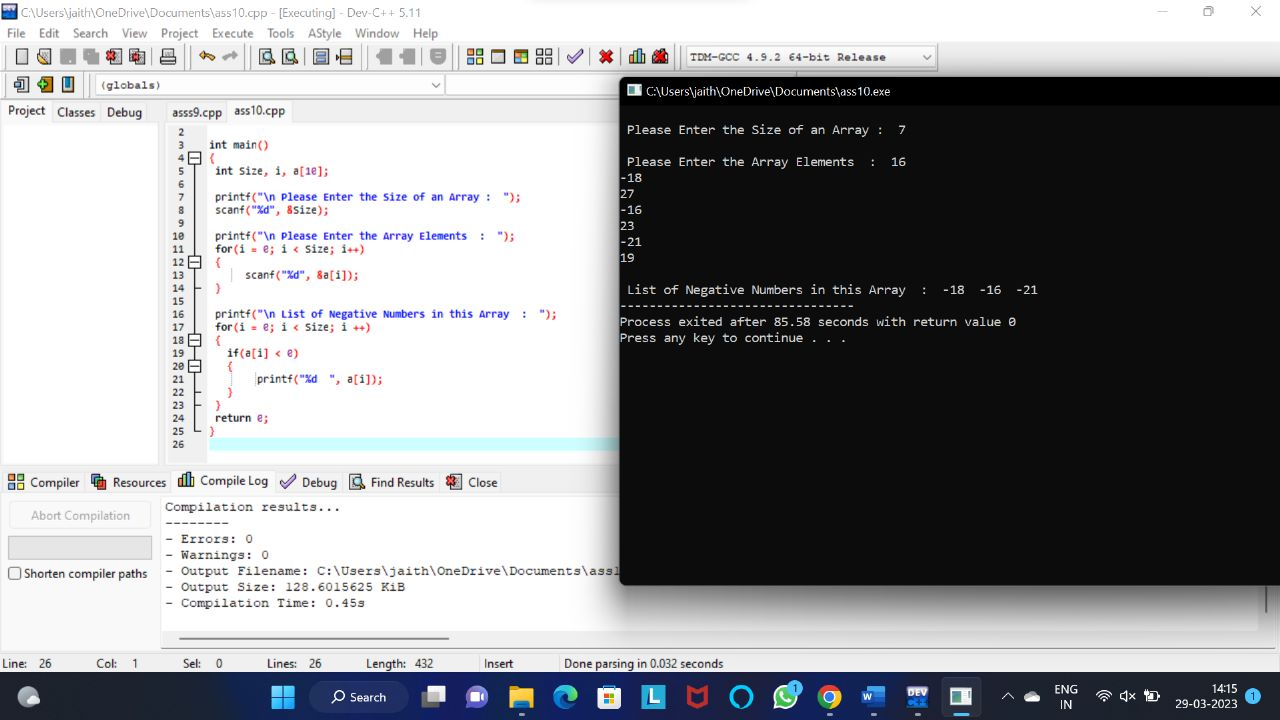 C:\Users\jaith\OneDrive\Documents\ass10.cpp - [Executing] - Dev-C++ 5.11
File Edit Search View Project Execute Tools AStyle Window Help
TDM-GCC 4.9.2 64-bit Release
(globals)
Project Classes Debug
asss9.cpp ass10.cpp
2
3 int main()
4 {
5 int Size, i, a[10];
6
7 printf("\n Please Enter the Size of an Array :  ");
8 scanf("%d", &Size);
9
10 printf("\n Please Enter the Array Elements  :  ");
11 for(i = 0; i < Size; i++)
12 {
13 scanf("%d", &a[i]);
14 }
15
16 printf("\n List of Negative Numbers in this Array  :  ");
17 for(i = 0; i < Size; i ++)
18 {
19 if(a[i] < 0)
20 {
21 printf("%d  ", a[i]);
22 }
23 }
24 return 0;
25 }
26
C:\Users\jaith\OneDrive\Documents\ass10.exe
Please Enter the Size of an Array :  7
Please Enter the Array Elements  :  16
-18
27
-16
23
-21
19
List of Negative Numbers in this Array  :  -18  -16  -21
--------------------------------
Process exited after 85.58 seconds with return value 0
Press any key to continue . . .
Compiler Resources Compile Log Debug Find Results Close
Abort Compilation
Shorten compiler paths
Compilation results...
--------
- Errors: 0
- Warnings: 0
- Output Filename: C:\Users\jaith\OneDrive\Documents\ass1
- Output Size: 128.6015625 KiB
- Compilation Time: 0.45s
Line: 26 Col: 1 Sel: 0 Lines: 26 Length: 432 Insert Done parsing in 0.032 seconds
Search
L
1
W
DEV
C++
ENG
IN
14:15
29-03-2023
1